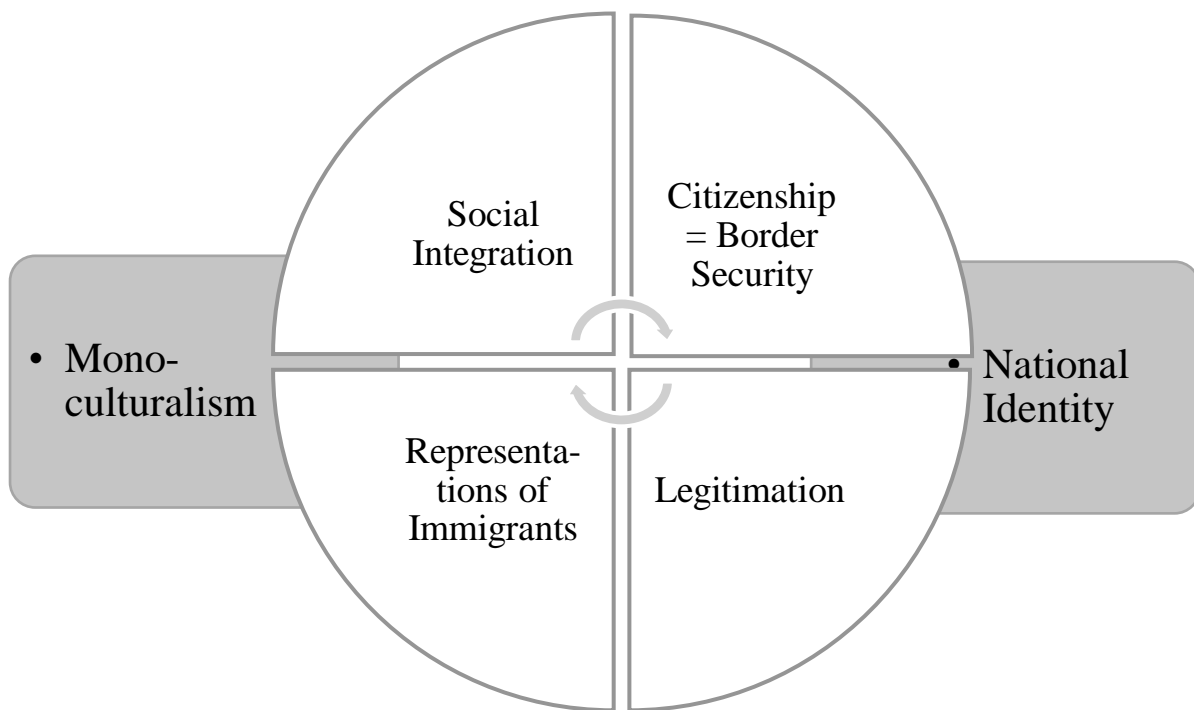 Social
Integration
Citizenship
= Border
Security
• Mono-
culturalism
• National
Identity
Representa-
tions of
Immigrants
Legitimation